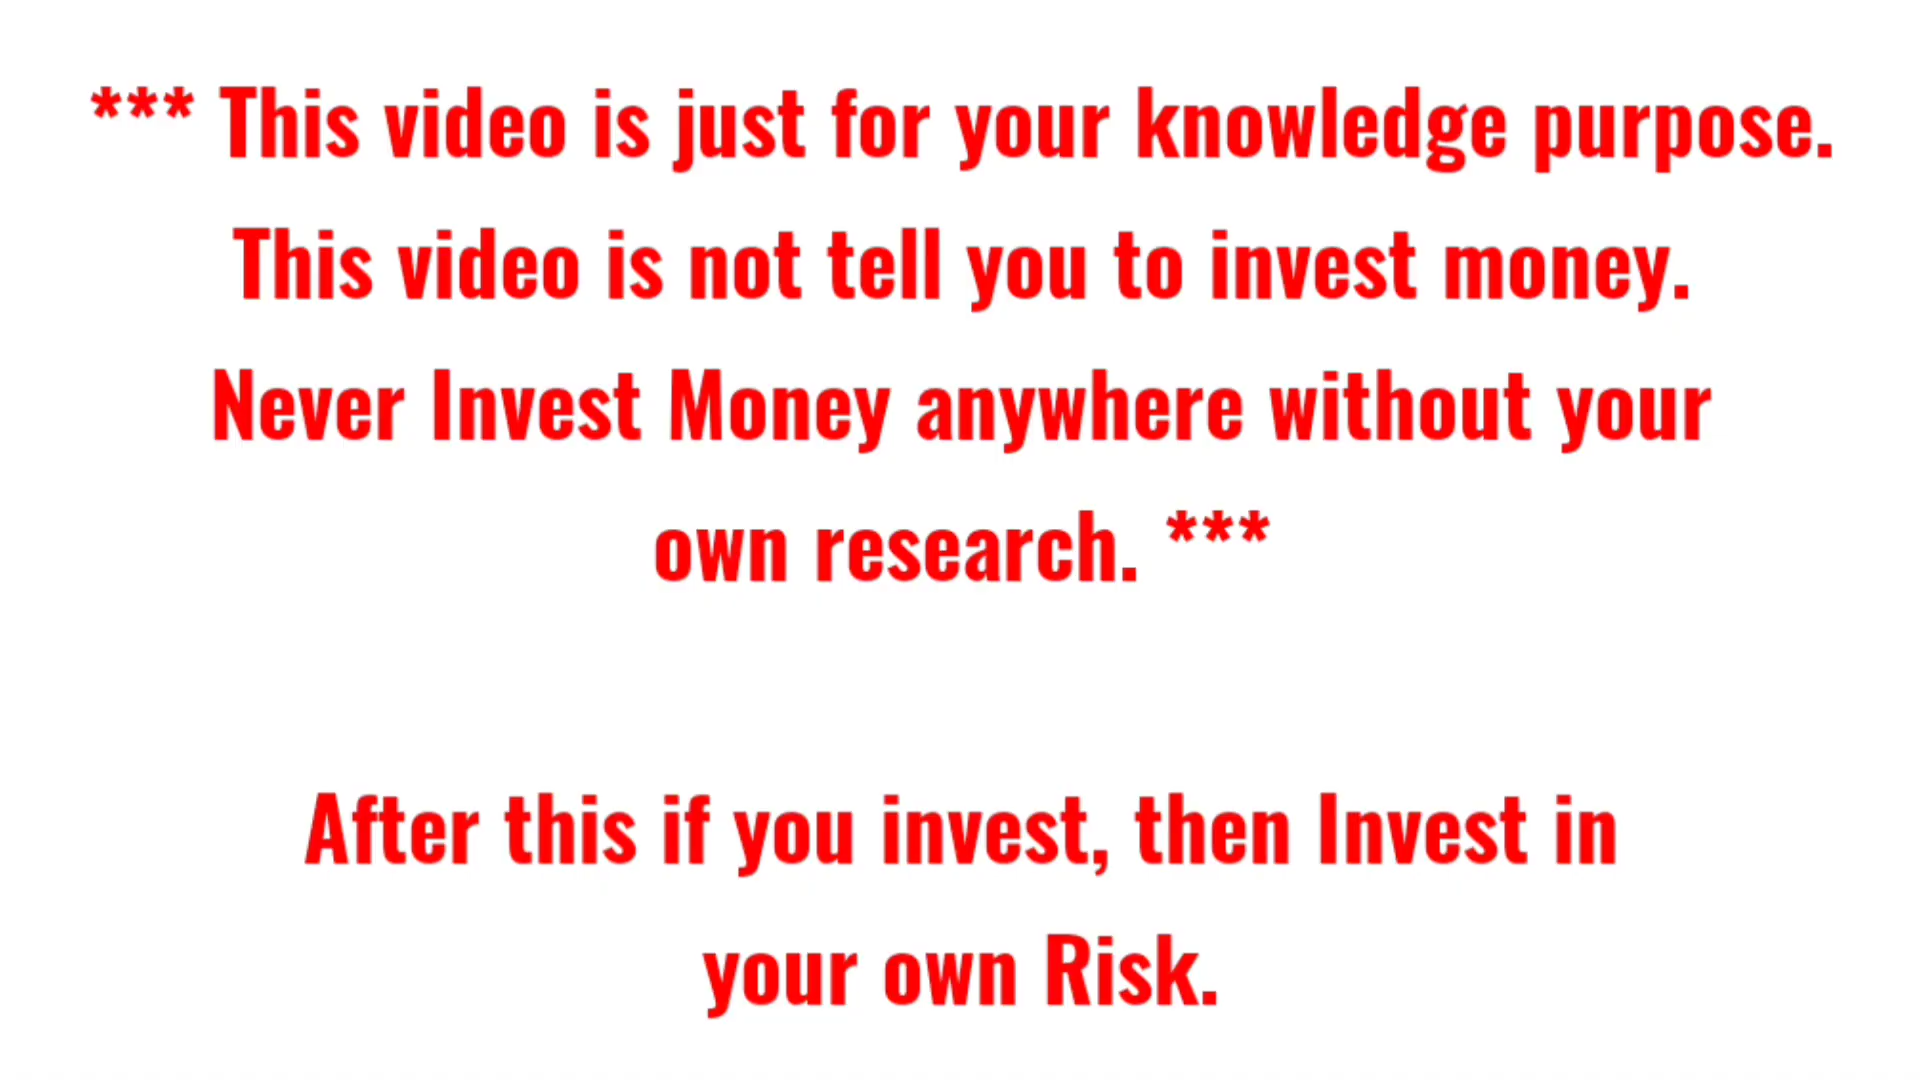 *** This video is just for your knowledge purpose.
This video is not tell you to invest money.
Never Invest Money anywhere without your
own research. ***
After this if you invest, then Invest in
your own Risk.